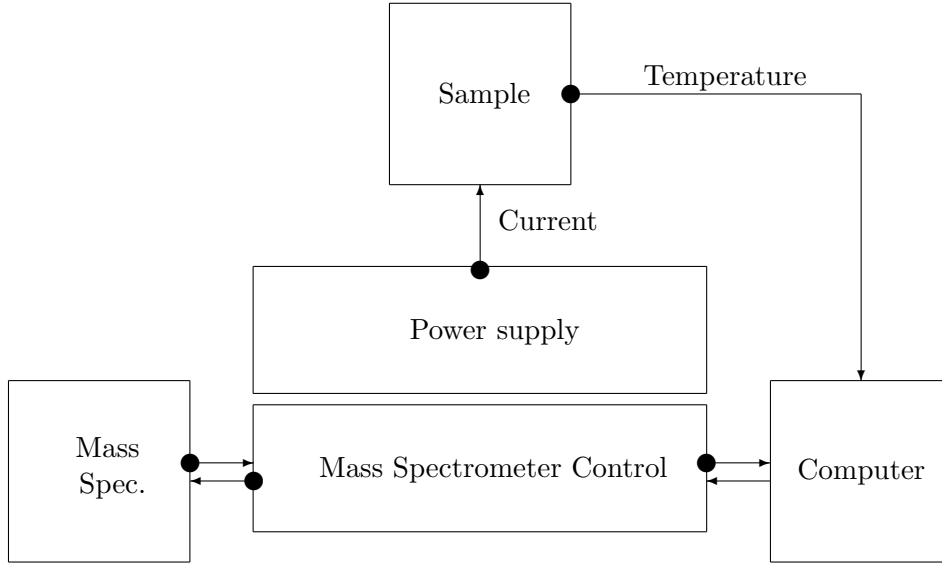 Sample
Temperature
Current
Power supply
Mass
Spec.
Mass Spectrometer Control
Computer